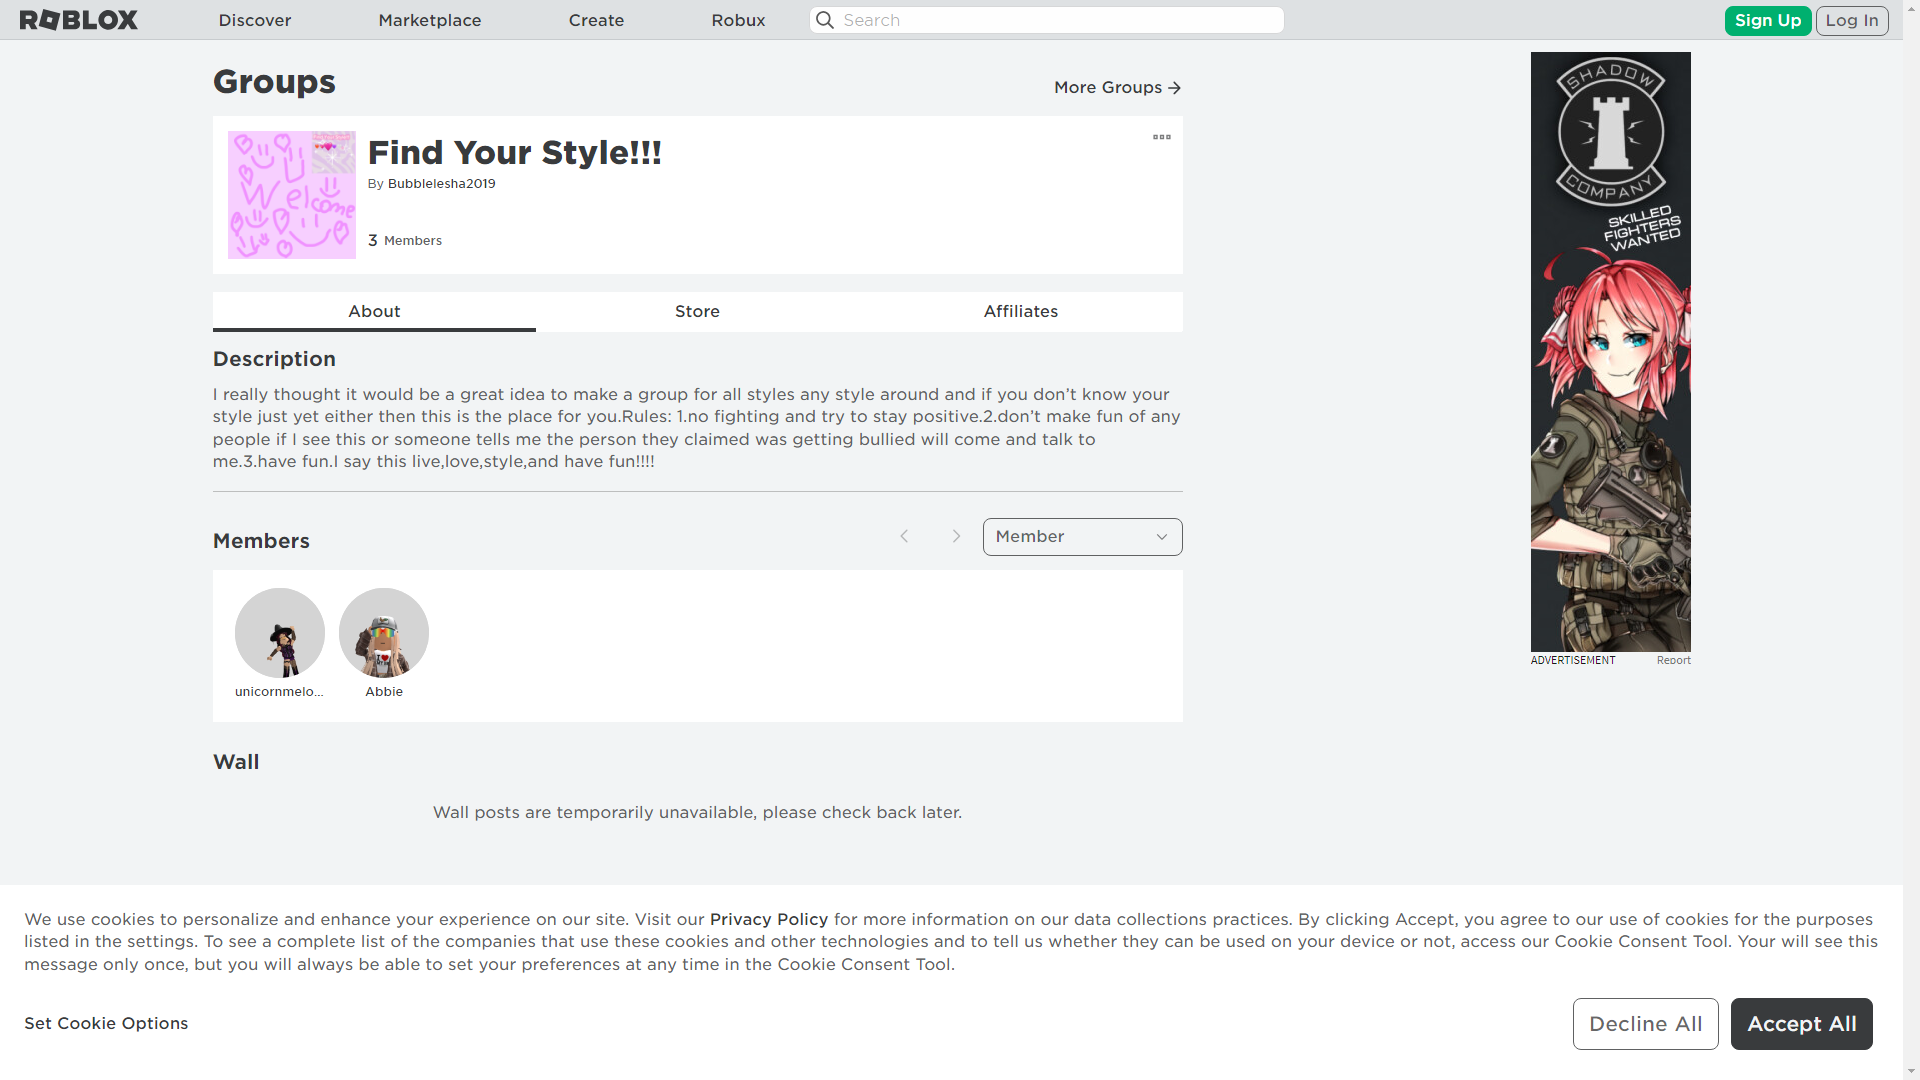 ROBLOX
Discover
Marketplace
Create
Robux
Search
Sign Up
Log In
Groups
More Groups
Welcome
Find Your Style!!!
By Bubblelesha2019
3 Members
About
Store
Affiliates
Description
I really thought it would be a great idea to make a group for all styles any style around and if you don’t know your
style just yet either then this is the place for you.Rules: 1.no fighting and try to stay positive.2.don’t make fun of any
people if I see this or someone tells me the person they claimed was getting bullied will come and talk to
me.3.have fun.I say this live,love,style,and have fun!!!!
Members
Member
unicornmelo...
Abbie
Wall
Wall posts are temporarily unavailable, please check back later.
SHADOW
COMPANY
SKILLED
FIGHTERS
WANTED
ADVERTISEMENT
Report
We use cookies to personalize and enhance your experience on our site. Visit our Privacy Policy for more information on our data collections practices. By clicking Accept, you agree to our use of cookies for the purposes
listed in the settings. To see a complete list of the companies that use these cookies and other technologies and to tell us whether they can be used on your device or not, access our Cookie Consent Tool. Your will see this
message only once, but you will always be able to set your preferences at any time in the Cookie Consent Tool.
Set Cookie Options
Decline All
Accept All